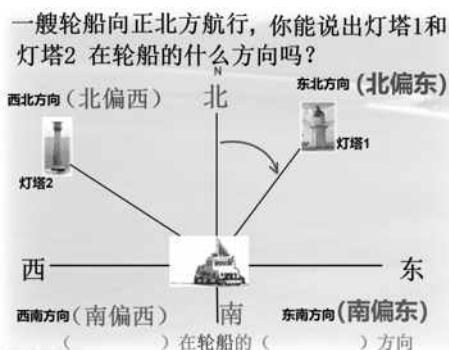 一艘轮船向正北方航行，你能说出灯塔1和
灯塔2 在轮船的什么方向吗？
N
西北方向（北偏西）
北
东北方向（北偏东）
灯塔1
灯塔2
西
东
西南方向（南偏西）
南
东南方向（南偏东）
（ ）在轮船的（ ）方向